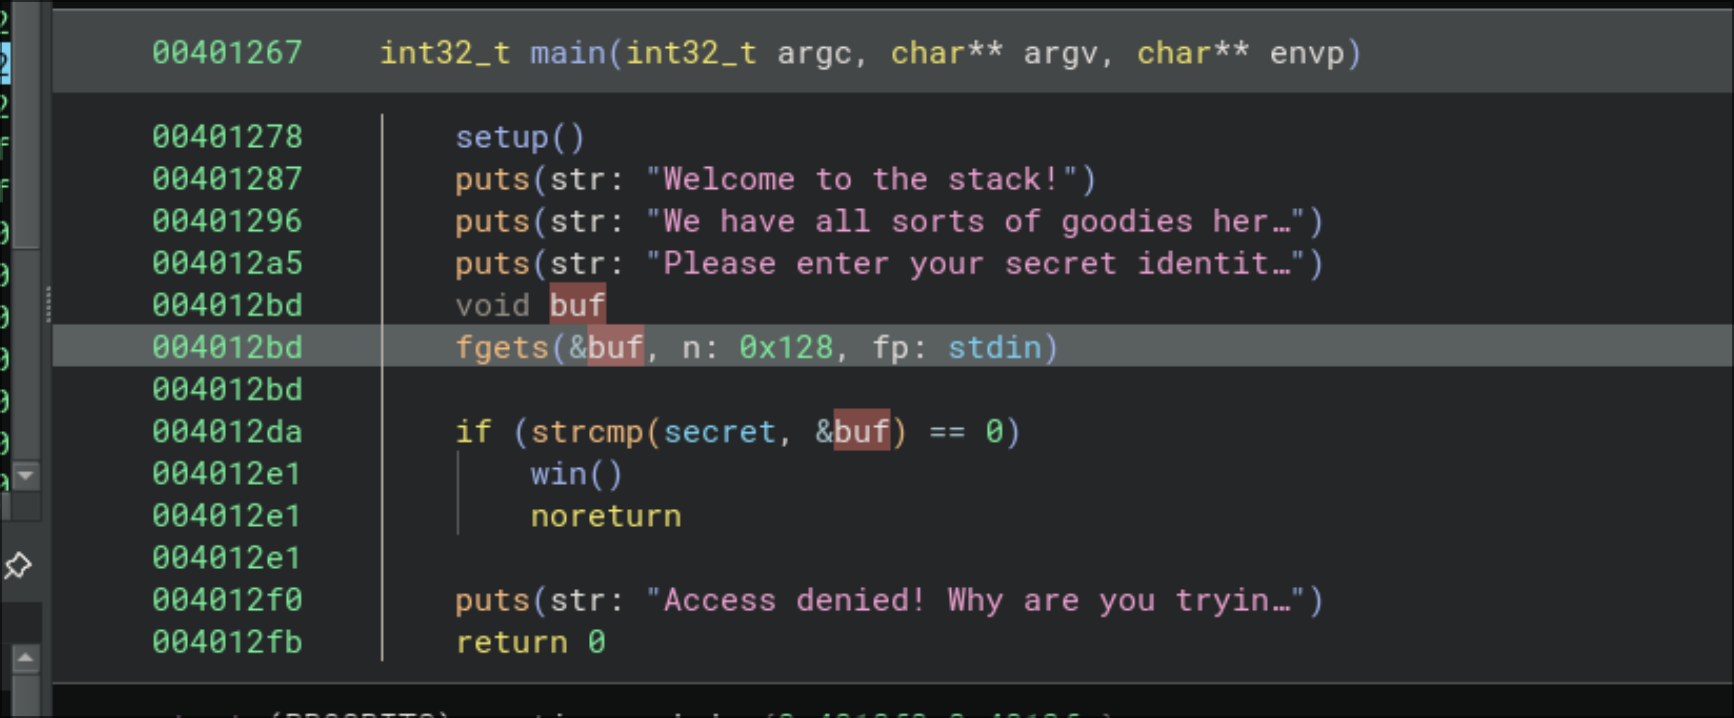 00401267 int32_t main(int32_t argc, char** argv, char** envp)
00401278 setup()
00401287 puts(str: "Welcome to the stack!")
00401296 puts(str: "We have all sorts of goodies her…")
004012a5 puts(str: "Please enter your secret identit…")
004012bd void buf
004012bd fgets(&buf, n: 0x128, fp: stdin)
004012bd
004012da if (strcmp(secret, &buf) == 0)
004012e1 win()
004012e1 noreturn
004012e1
004012f0 puts(str: "Access denied! Why are you tryin…")
004012fb return 0